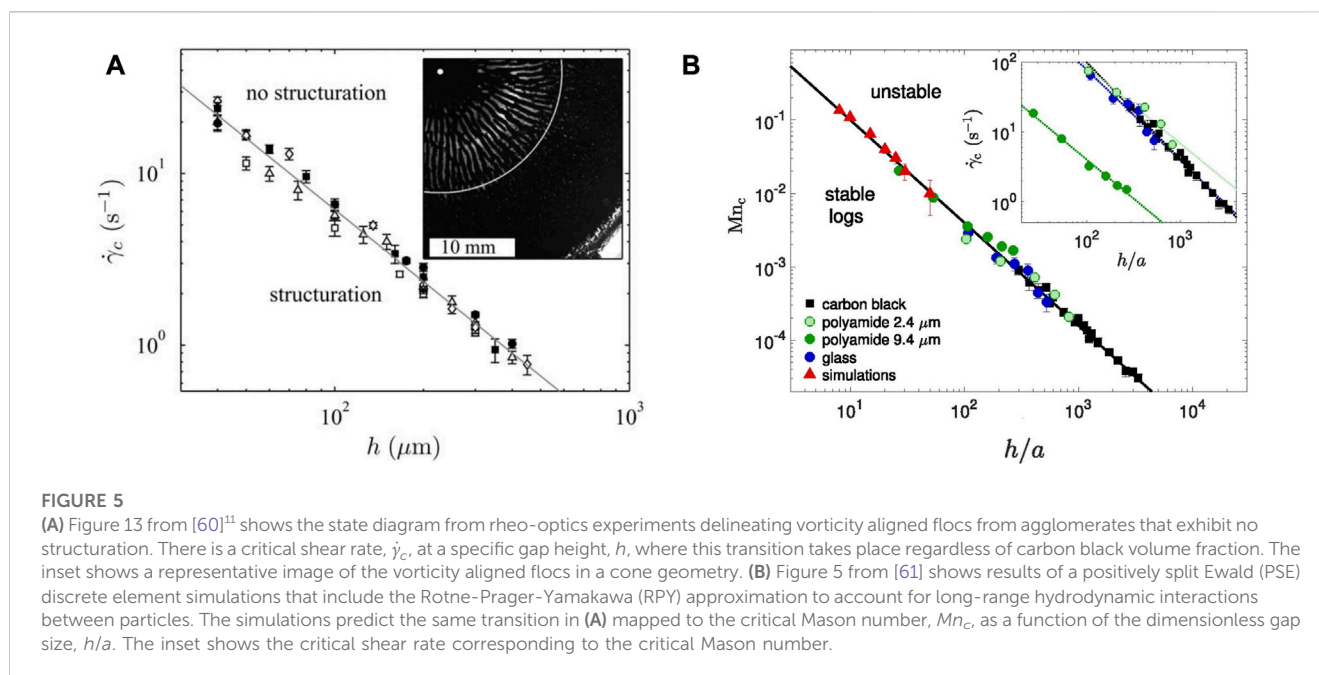 A
no structuration
structuration
10 mm
10¹
10⁰
γ̇c (s⁻¹)
10²
10³
h (μm)
B
unstable
stable
logs
Mnc
10⁻¹
10⁻²
10⁻³
10⁻⁴
carbon black
polyamide 2.4 μm
polyamide 9.4 μm
glass
simulations
10¹
10²
10³
10⁴
h/a
10²
10¹
10⁰
γ̇c (s⁻¹)
10²
10³
h/a
FIGURE 5
(A) Figure 13 from [60]¹¹ shows the state diagram from rheo-optics experiments delineating vorticity aligned flocs from agglomerates that exhibit no
structuration. There is a critical shear rate, γ̇c, at a specific gap height, h, where this transition takes place regardless of carbon black volume fraction. The
inset shows a representative image of the vorticity aligned flocs in a cone geometry. (B) Figure 5 from [61] shows results of a positively split Ewald (PSE)
discrete element simulations that include the Rotne-Prager-Yamakawa (RPY) approximation to account for long-range hydrodynamic interactions
between particles. The simulations predict the same transition in (A) mapped to the critical Mason number, Mnc, as a function of the dimensionless gap
size, h/a. The inset shows the critical shear rate corresponding to the critical Mason number.